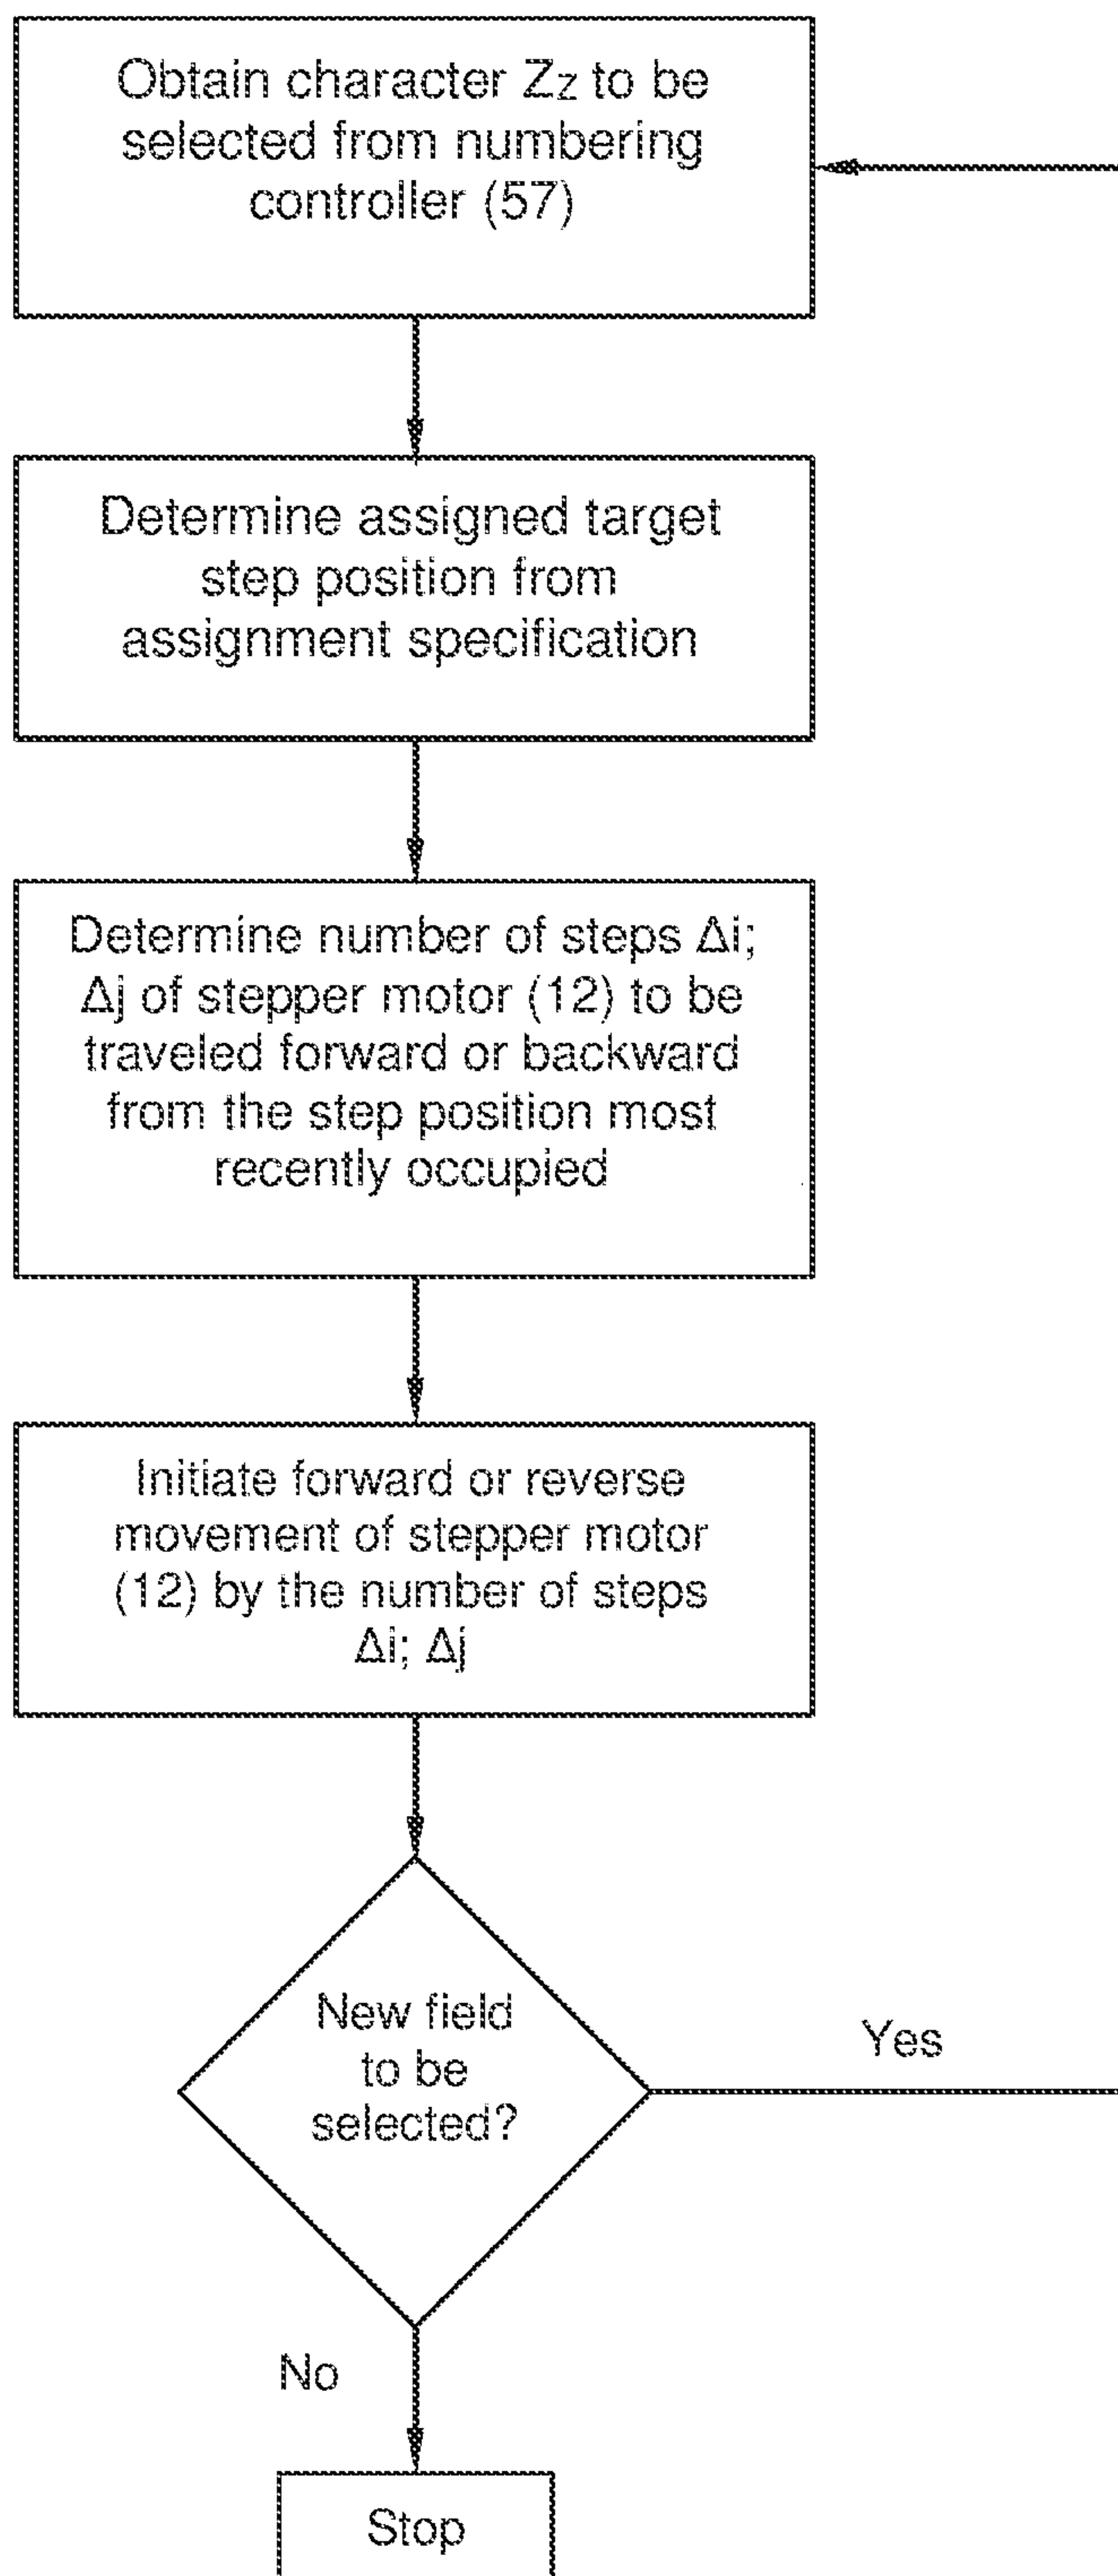 Obtain character Zz to be
selected from numbering
controller (57)
Determine assigned target
step position from
assignment specification
Determine number of steps Δi;
Δj of stepper motor (12) to be
traveled forward or backward
from the step position most
recently occupied
Initiate forward or reverse
movement of stepper motor
(12) by the number of steps
Δi; Δj
New field
to be
selected?
Yes
No
Stop